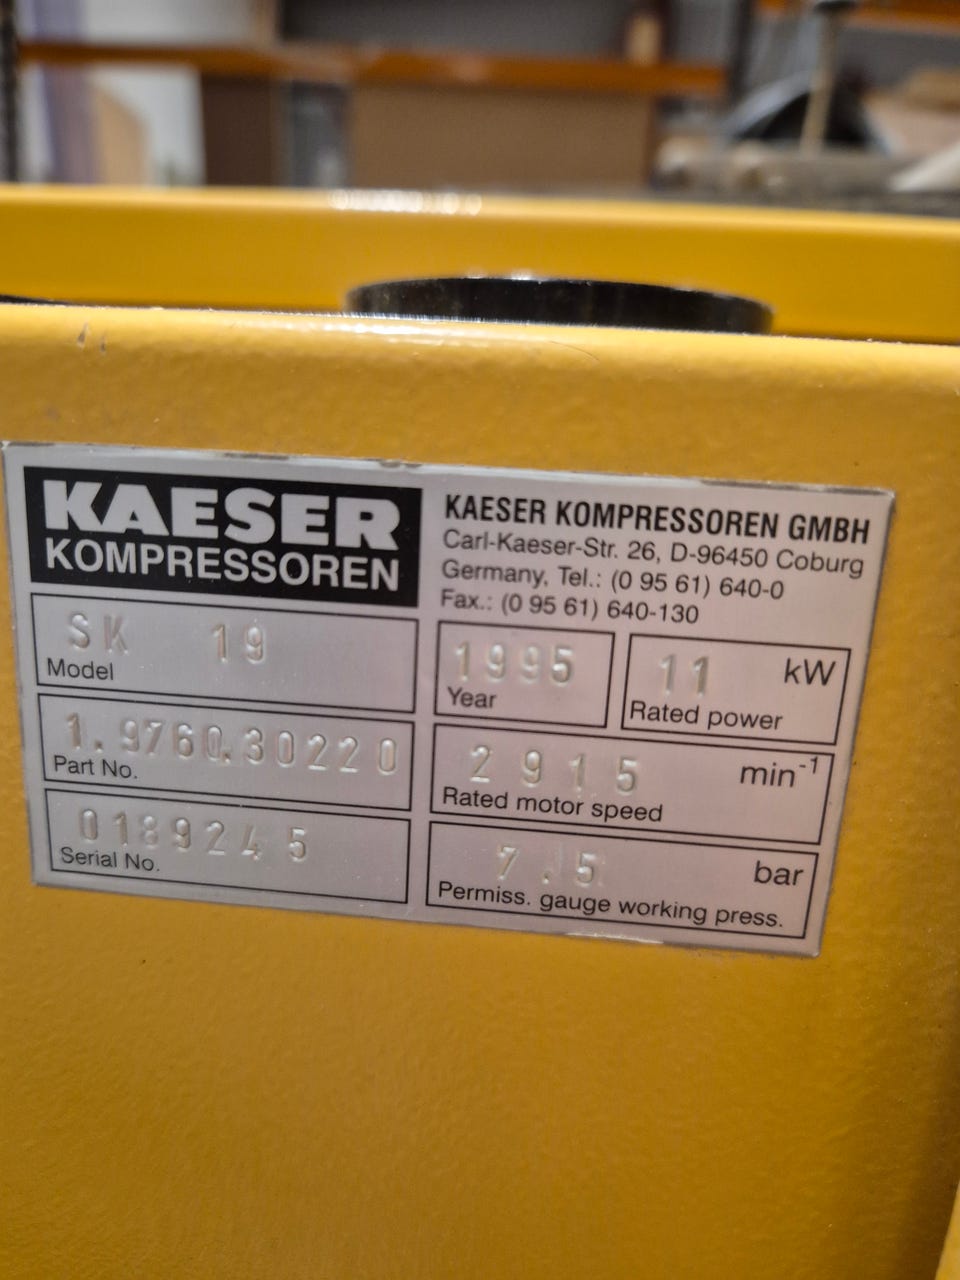 KAESER
KOMPRESSOREN
KAESER KOMPRESSOREN GMBH
Carl-Kaeser-Str. 26, D-96450 Coburg
Germany, Tel.: (0 95 61) 640-0
Fax.: (0 95 61) 640-130
SK 19
Model
1995
Year
11 kW
Rated power
1.9760.30220
Part No.
2915 min-1
Rated motor speed
0189245
Serial No.
7.5 bar
Permiss. gauge working press.